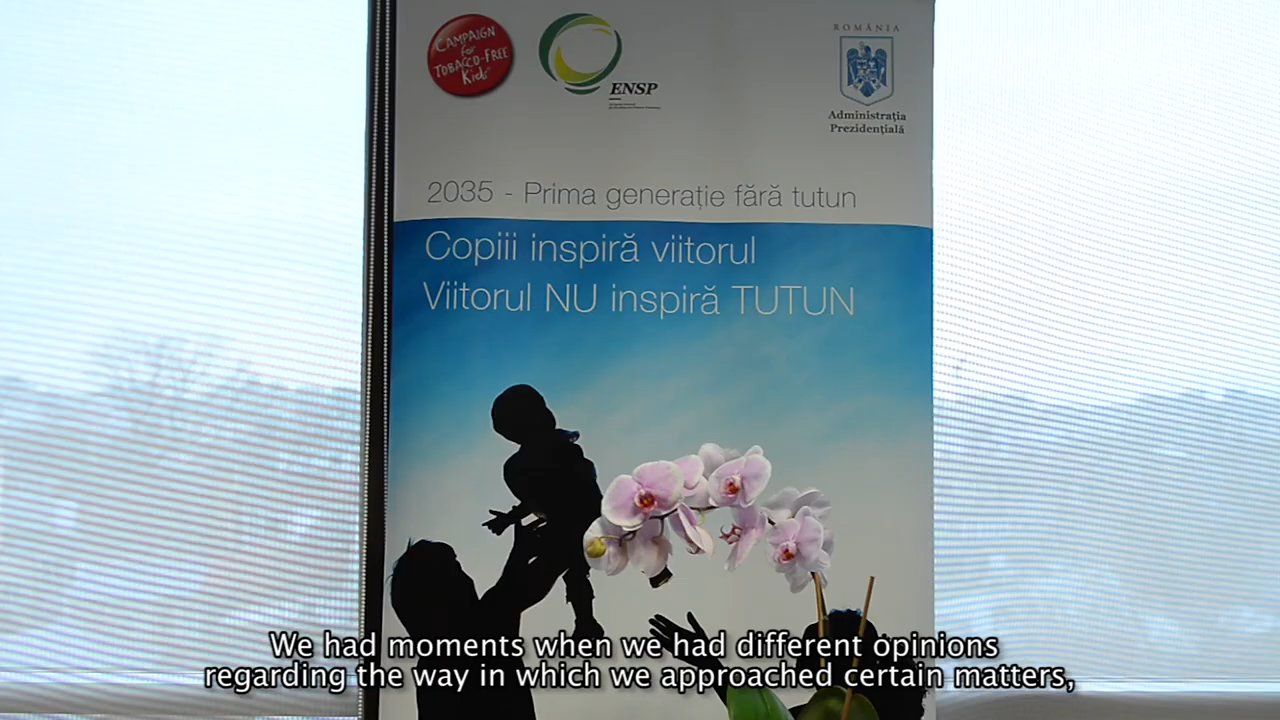 CAMPAIGN
for
TOBACCO-FREE
Kids
ENSP
ROMÂNIA
Administrația
Prezidențială
2035 - Prima generație fără tutun
Copiii inspiră viitorul
Viitorul NU inspiră TUTUN
We had moments when we had different opinions
regarding the way in which we approached certain matters,